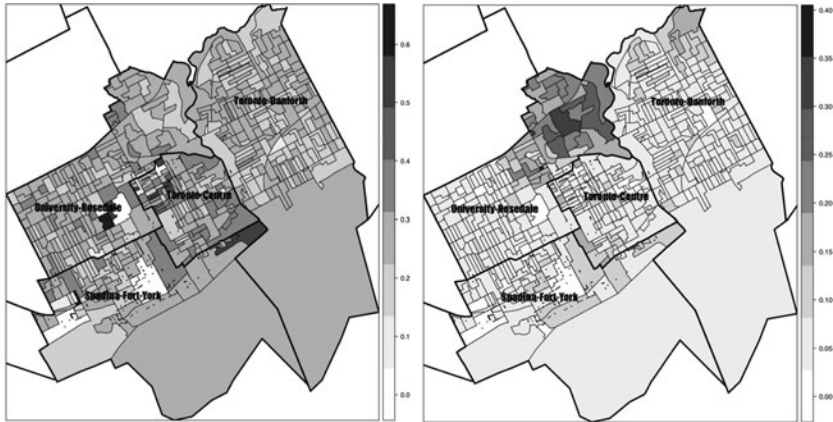 Toronto-Danforth
Toronto-Centre
University-Rosedale
Spadina-Fort York
0.6
0.5
0.4
0.3
0.2
0.1
0.0
Toronto-Danforth
Toronto-Centre
University-Rosedale
Spadina-Fort York
0.40
0.35
0.30
0.25
0.20
0.15
0.10
0.05
0.00